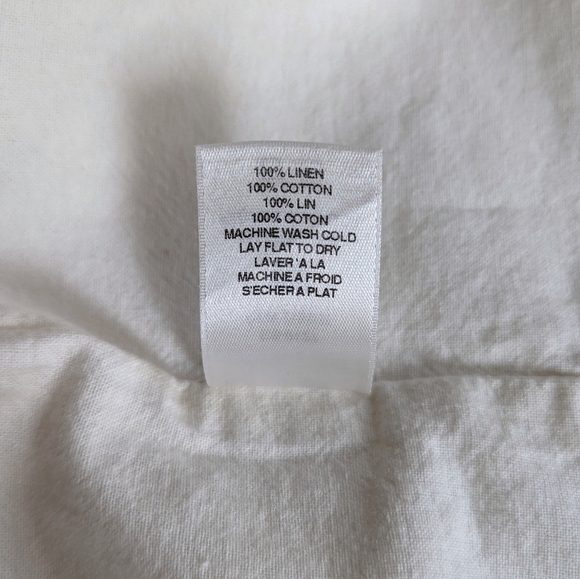 100% LINEN
100% COTTON
100% LIN
100% COTON
MACHINE WASH COLD
LAY FLAT TO DRY
LAVER 'A LA
MACHINE A FROID
S'ECHER A PLAT